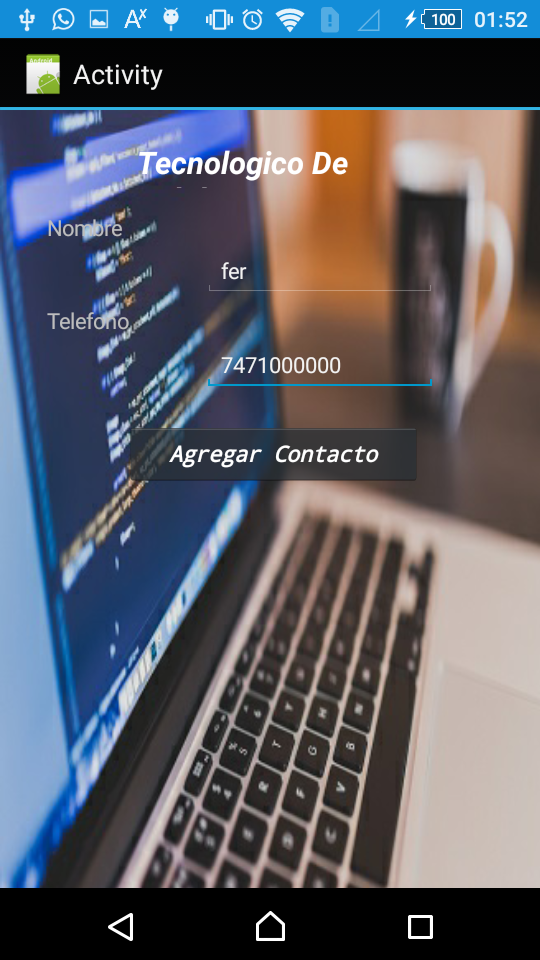 100 01:52
Activity
Tecnologico De
Nombre
fer
Telefono
7471000000
Agregar Contacto